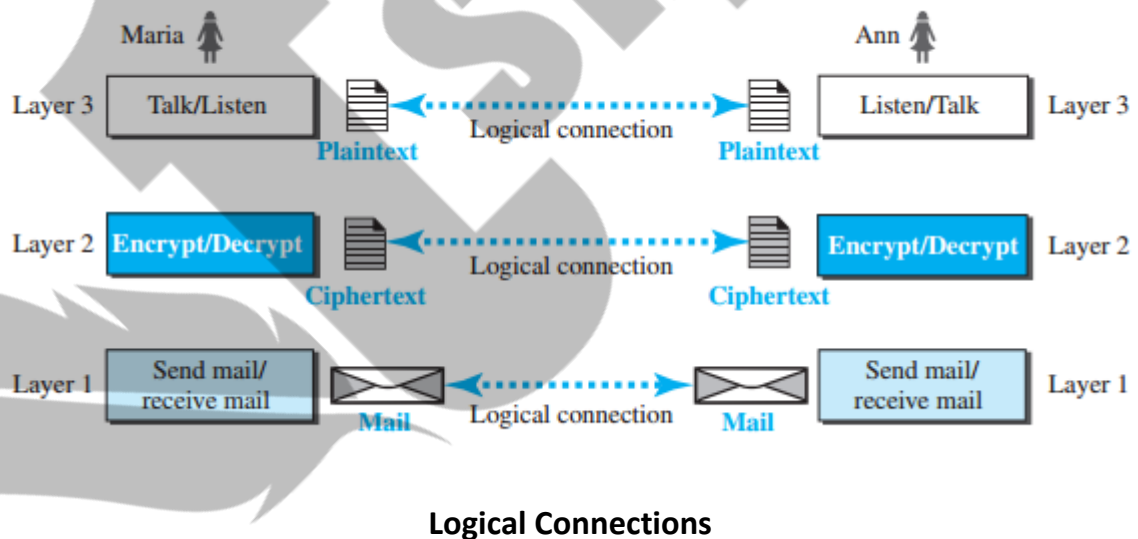 Maria Ann
Layer 3 Talk/Listen Listen/Talk Layer 3
Logical connection
Plaintext Plaintext
Layer 2 Encrypt/Decrypt Encrypt/Decrypt Layer 2
Logical connection
Ciphertext Ciphertext
Layer 1 Send mail/ Send mail/ Layer 1
receive mail receive mail
Mail Logical connection Mail
Logical Connections